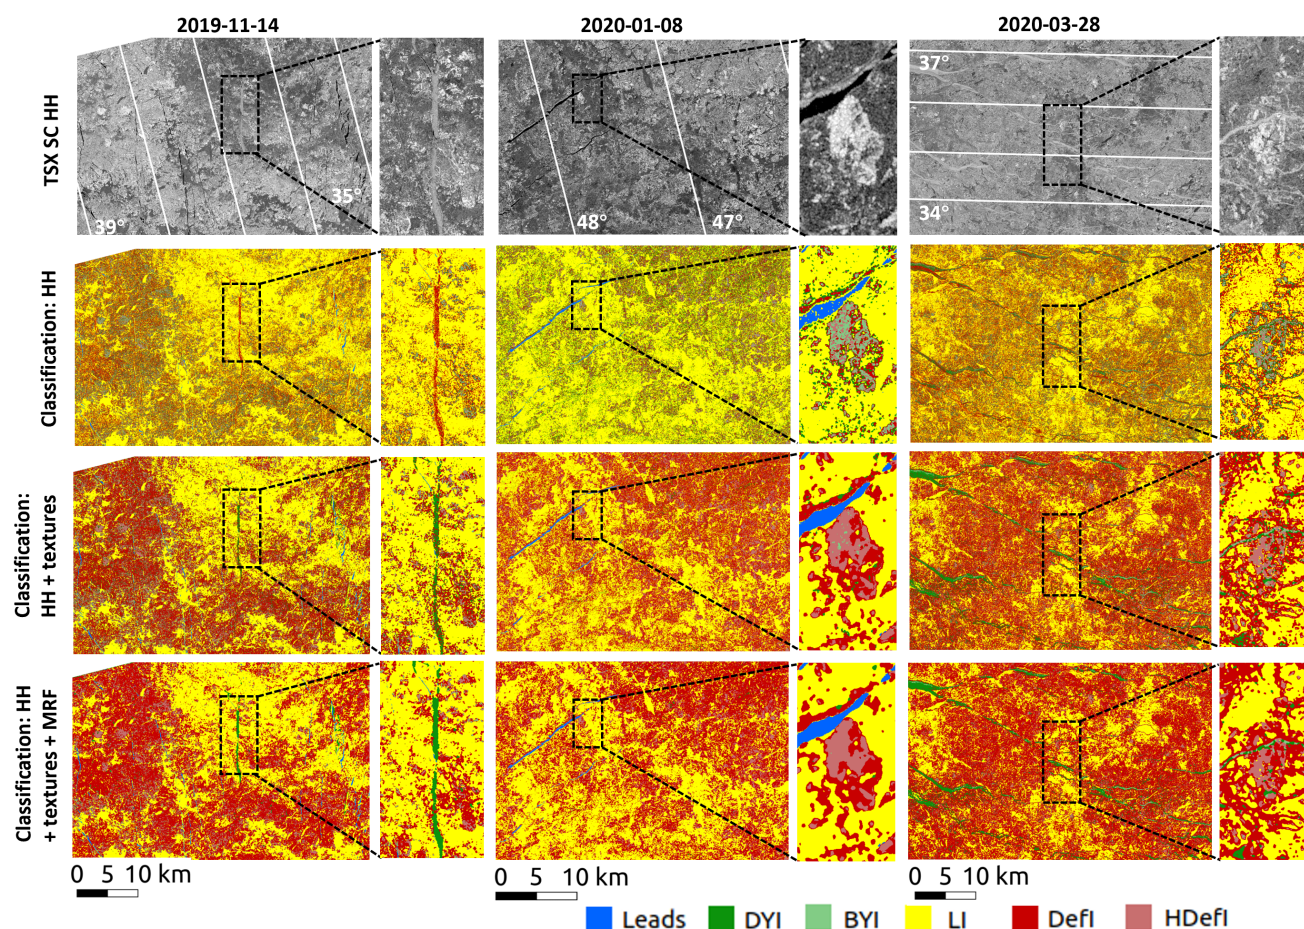 2019-11-14
2020-01-08
2020-03-28
TSX SC HH
39°
35°
48°
47°
37°
34°
Classification: HH
Classification:
HH + textures
Classification: HH
+ textures + MRF
0 5 10 km
0 5 10 km
0 5 10 km
Leads DYI BYI LI DefI HDefI